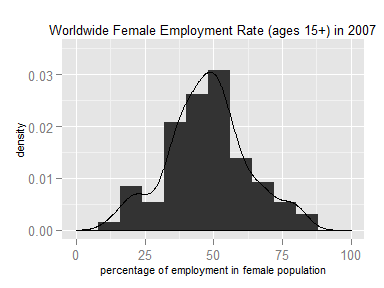 Worldwide Female Employment Rate (ages 15+) in 2007
0.03
0.02
0.01
0.00
density
0 25 50 75 100
percentage of employment in female population